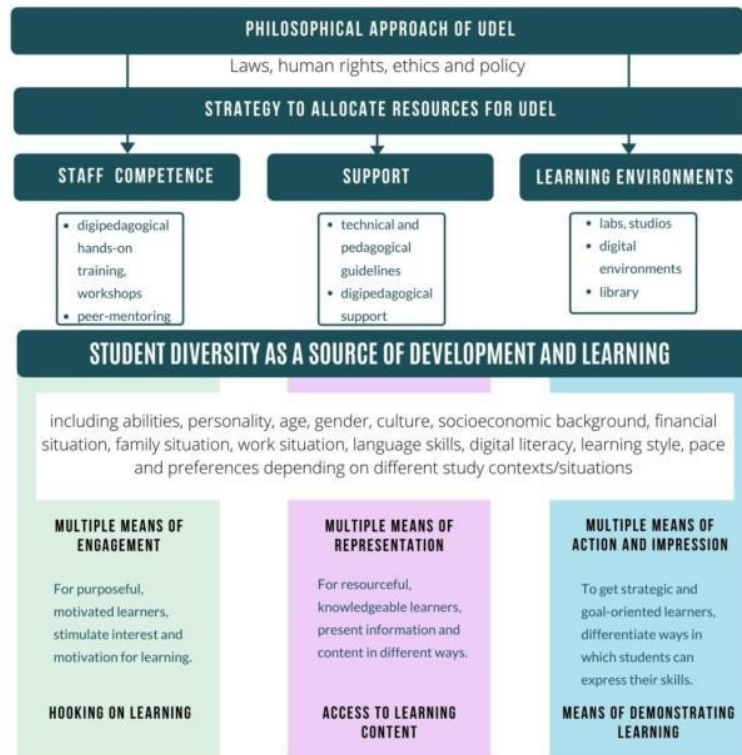 PHILOSOPHICAL APPROACH OF UDEL
Laws, human rights, ethics and policy
STRATEGY TO ALLOCATE RESOURCES FOR UDEL
STAFF COMPETENCE
• digipedagogical
hands-on
training,
workshops
• peer-mentoring
SUPPORT
• technical and
pedagogical
guidelines
• digipedagogical
support
LEARNING ENVIRONMENTS
• labs, studios
• digital
environments
• library
STUDENT DIVERSITY AS A SOURCE OF DEVELOPMENT AND LEARNING
including abilities, personality, age, gender, culture, socioeconomic background, financial
situation, family situation, work situation, language skills, digital literacy, learning style, pace
and preferences depending on different study contexts/situations
MULTIPLE MEANS OF
ENGAGEMENT
For purposeful,
motivated learners,
stimulate interest and
motivation for learning.
HOOKING ON LEARNING
MULTIPLE MEANS OF
REPRESENTATION
For resourceful,
knowledgeable learners,
present information and
content in different ways.
ACCESS TO LEARNING
CONTENT
MULTIPLE MEANS OF
ACTION AND IMPRESSION
To get strategic and
goal-oriented learners,
differentiate ways in
which students can
express their skills.
MEANS OF DEMONSTRATING
LEARNING